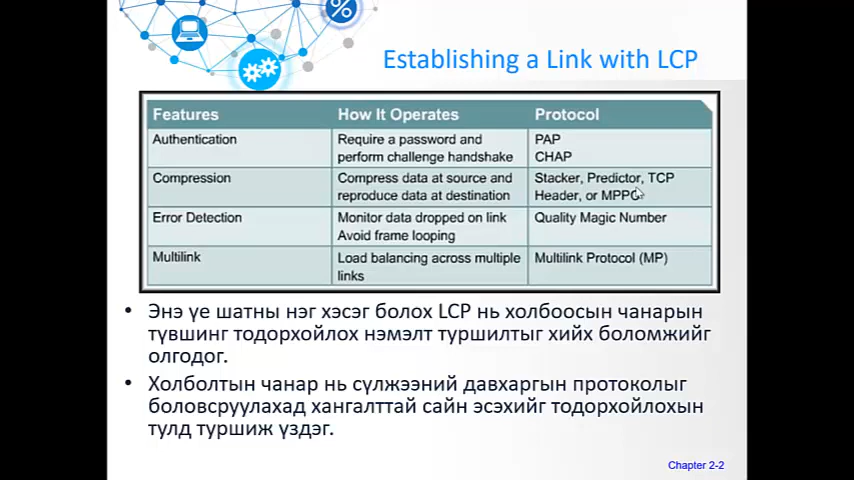 Establishing a Link with LCP
Features How It Operates Protocol
Authentication Require a password and PAP
perform challenge handshake CHAP
Compression Compress data at source and Stacker, Predictor, TCP
reproduce data at destination Header, or MPPC
Error Detection Monitor data dropped on link Quality Magic Number
Avoid frame looping
Multilink Load balancing across multiple Multilink Protocol (MP)
links
• Энэ үе шатны нэг хэсэг болох LCP нь холбоосын чанарын
түвшинг тодорхойлох нэмэлт туршилтыг хийх боломжийг
олгодог.
• Холболтын чанар нь сүлжээний давхаргын протоколыг
боловсруулахад хангалттай сайн эсэхийг тодорхойлохын
тулд туршиж үздэг.
Chapter 2-2